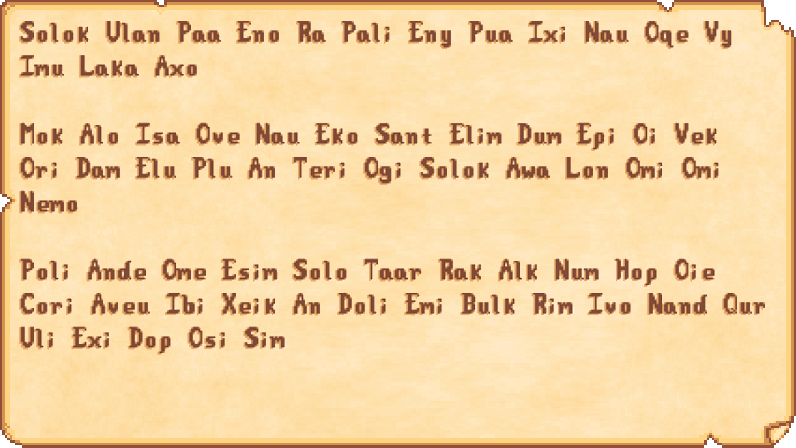 Solok Vlan Paa Eno Ra Pali Eny Pua Ixi Nau Oqe Vy
Imu Laka Axo
Mok Alo Isa Ove Nau Eko Sant Elim Dum Epi Oi Vek
Ori Dam Elu Plu An Teri Ogi Solok Awa Lon Omi Omi
Nemo
Poli Ande Ome Esim Solo Taar Rak Alk Num Hop Oie
Cori Aveu Ibi Xeik An Doli Emi Bulk Rim Ivo Nand Qur
Uli Exi Dop Osi Sim